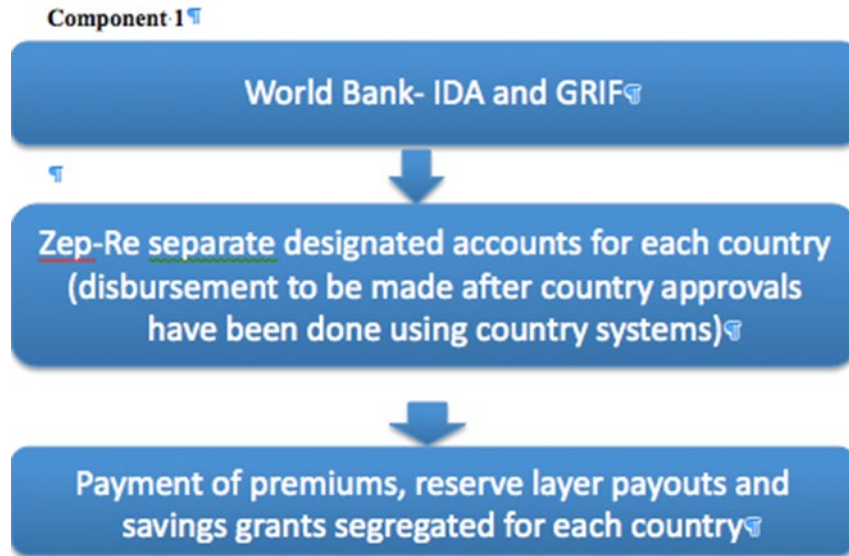 Component·1¶
World Bank- IDA and GRIF¶
¶
Zep-Re separate designated accounts for each country
(disbursement to be made after country approvals
have been done using country systems)¶
Payment of premiums, reserve layer payouts and
savings grants segregated for each country¶